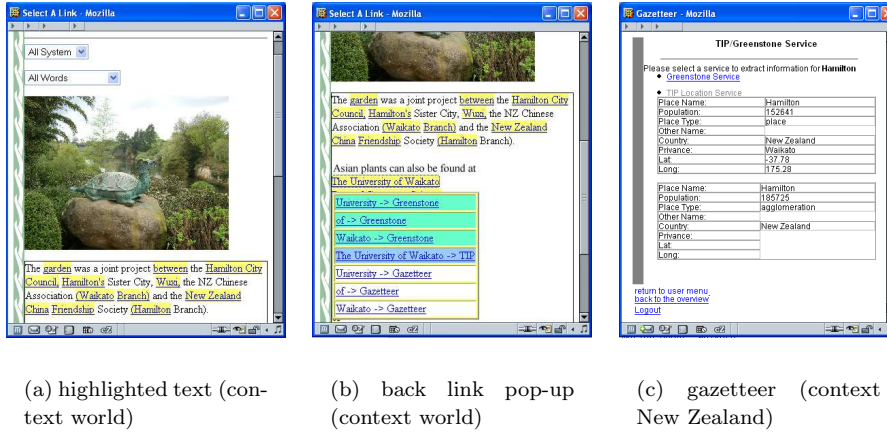 Select A Link - Mozilla
All System
All Words
The garden was a joint project between the Hamilton City
Council, Hamilton's Sister City, Wuxi, the NZ Chinese
Association (Waikato Branch) and the New Zealand
China Friendship Society (Hamilton Branch).
(a) highlighted text (con-
text world)
Select A Link - Mozilla
The garden was a joint project between the Hamilton City
Council, Hamilton's Sister City, Wuxi, the NZ Chinese
Association (Waikato Branch) and the New Zealand
China Friendship Society (Hamilton Branch).
Asian plants can also be found at
The University of Waikato
University -> Greenstone
of -> Greenstone
Waikato -> Greenstone
The University of Waikato -> TIP
University -> Gazetteer
of -> Gazetteer
Waikato -> Gazetteer
(b) back link pop-up
(context world)
Gazetteer - Mozilla
TIP/Greenstone Service
Please select a service to extract information for Hamilton
Greenstone Service
TIP Location Service
Place Name: Hamilton
Population: 152641
Place Type: place
Other Name:
Country: New Zealand
Privance: Waikato
Lat: -37.78
Long: 175.28
Place Name: Hamilton
Population: 185725
Place Type: agglomeration
Other Name:
Country: New Zealand
Privance:
Lat:
Long:
return to user menu
back to the overview
Logout
(c) gazetteer (context
New Zealand)